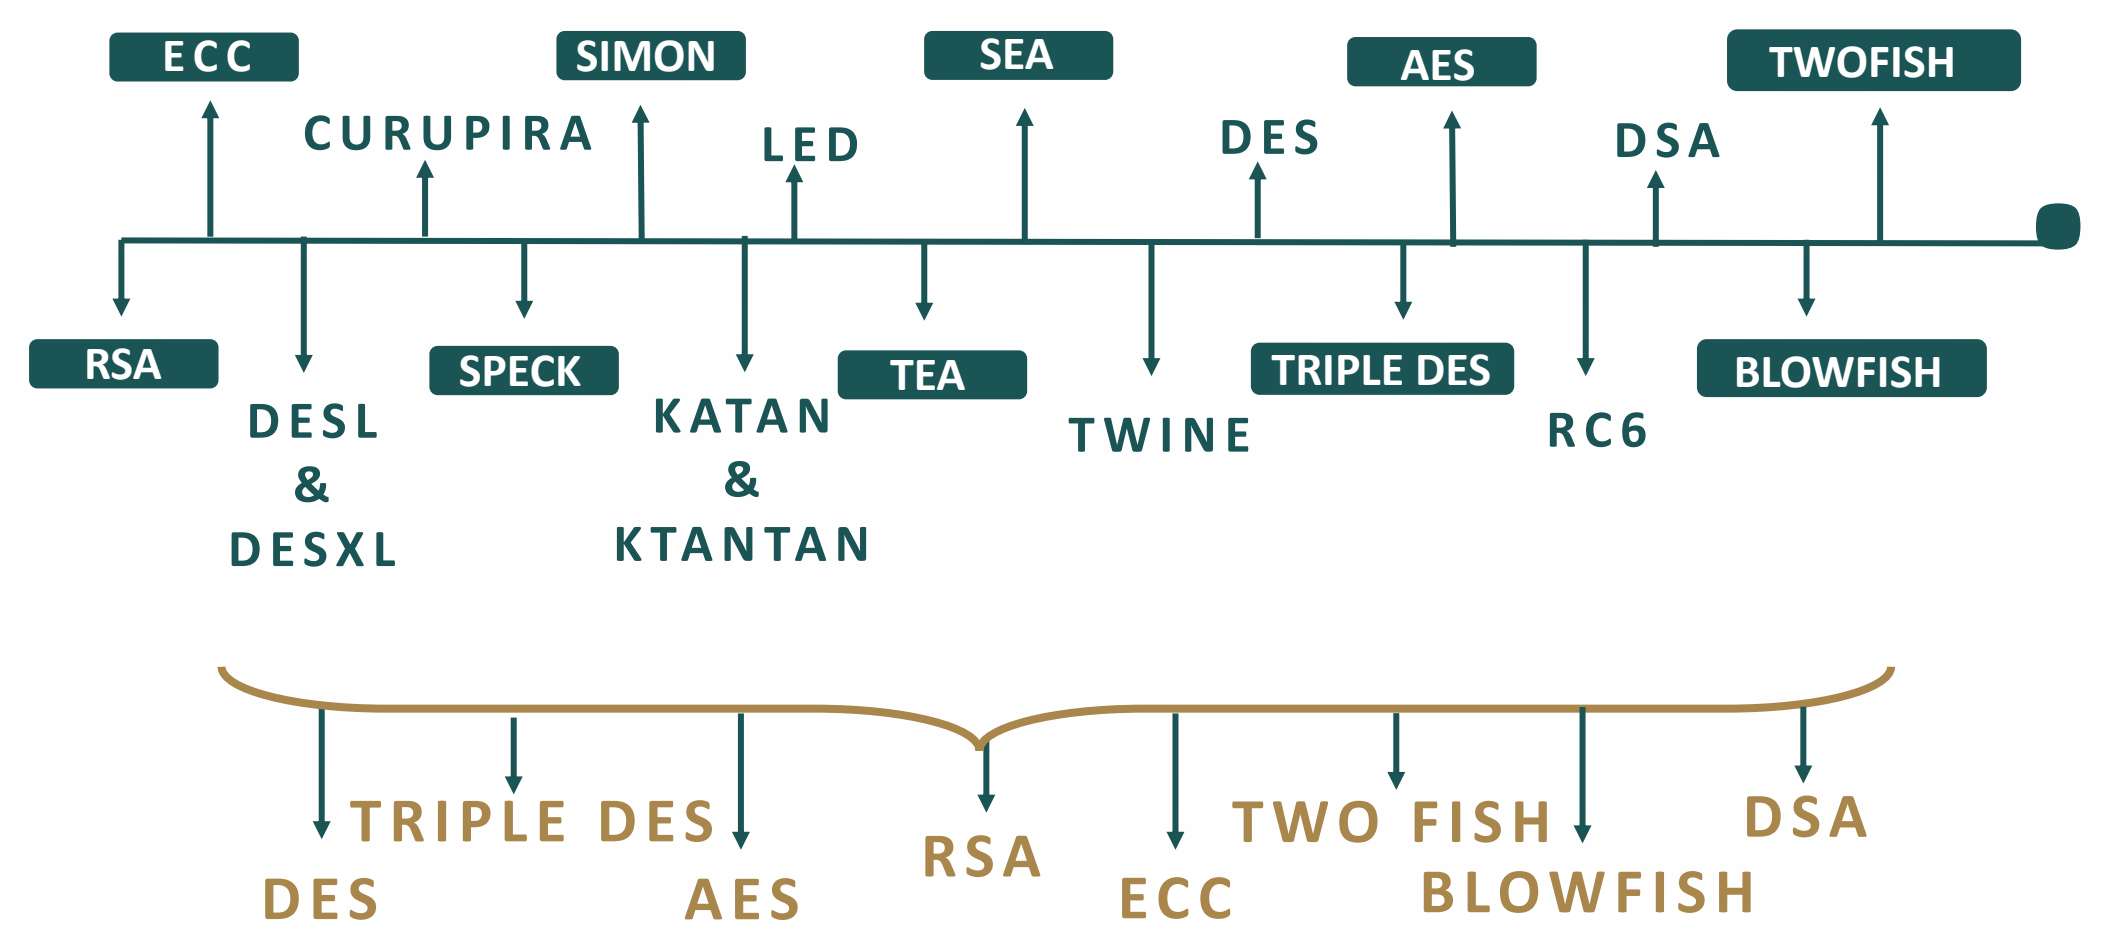 ECC
SIMON
SEA
AES
TWOFISH
CURUPIRA
LED
DES
DSA
RSA
SPECK
TEA
TRIPLE DES
BLOWFISH
DESL
&
DESXL
KATAN
&
KTANTAN
TWINE
RC6
TRIPLE DES
TWO FISH
DSA
DES
AES
RSA
ECC
BLOWFISH